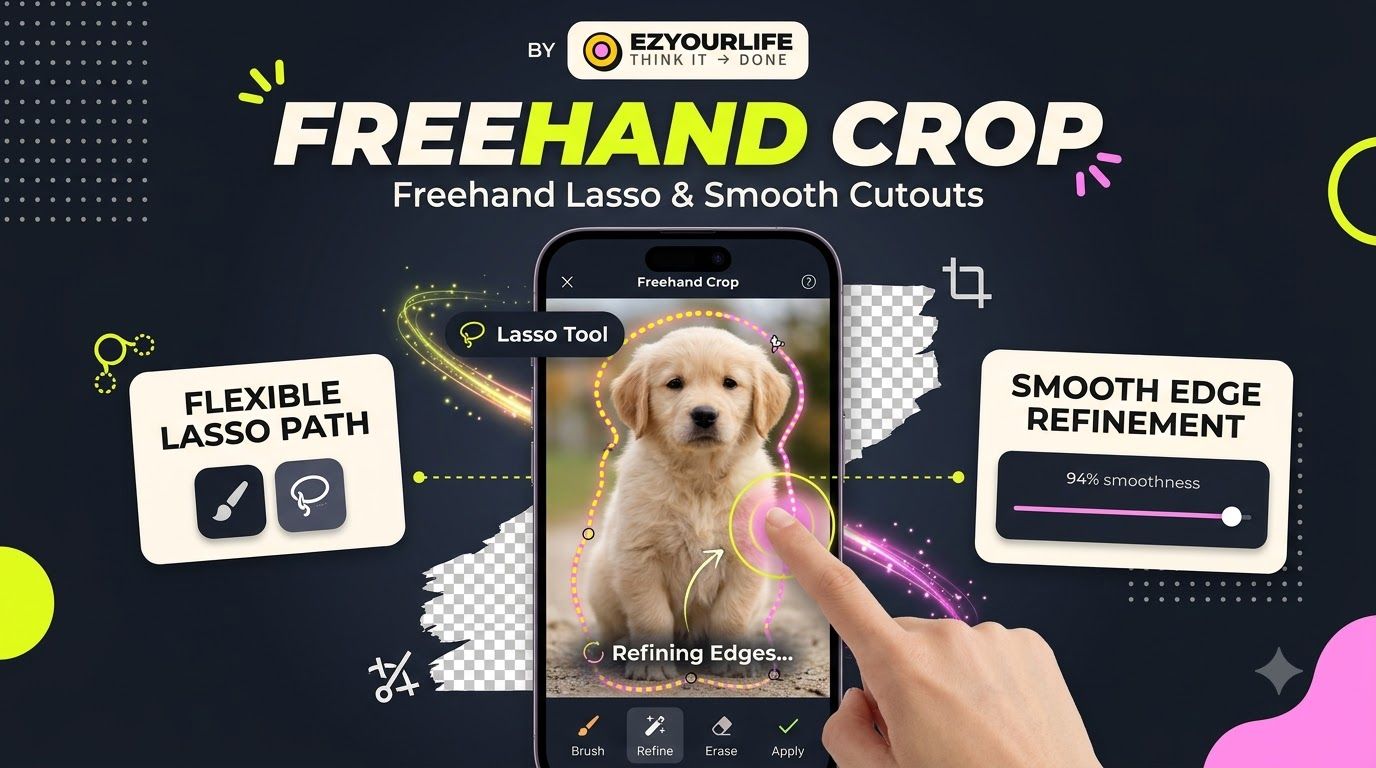 BY
EZYOURLIFE
THINK IT → DONE
FREEHAND CROP
Freehand Lasso & Smooth Cutouts
Freehand Crop
Lasso Tool
FLEXIBLE
LASSO PATH
SMOOTH EDGE
REFINEMENT
94% smoothness
Refining Edges...
Brush
Refine
Erase
Apply